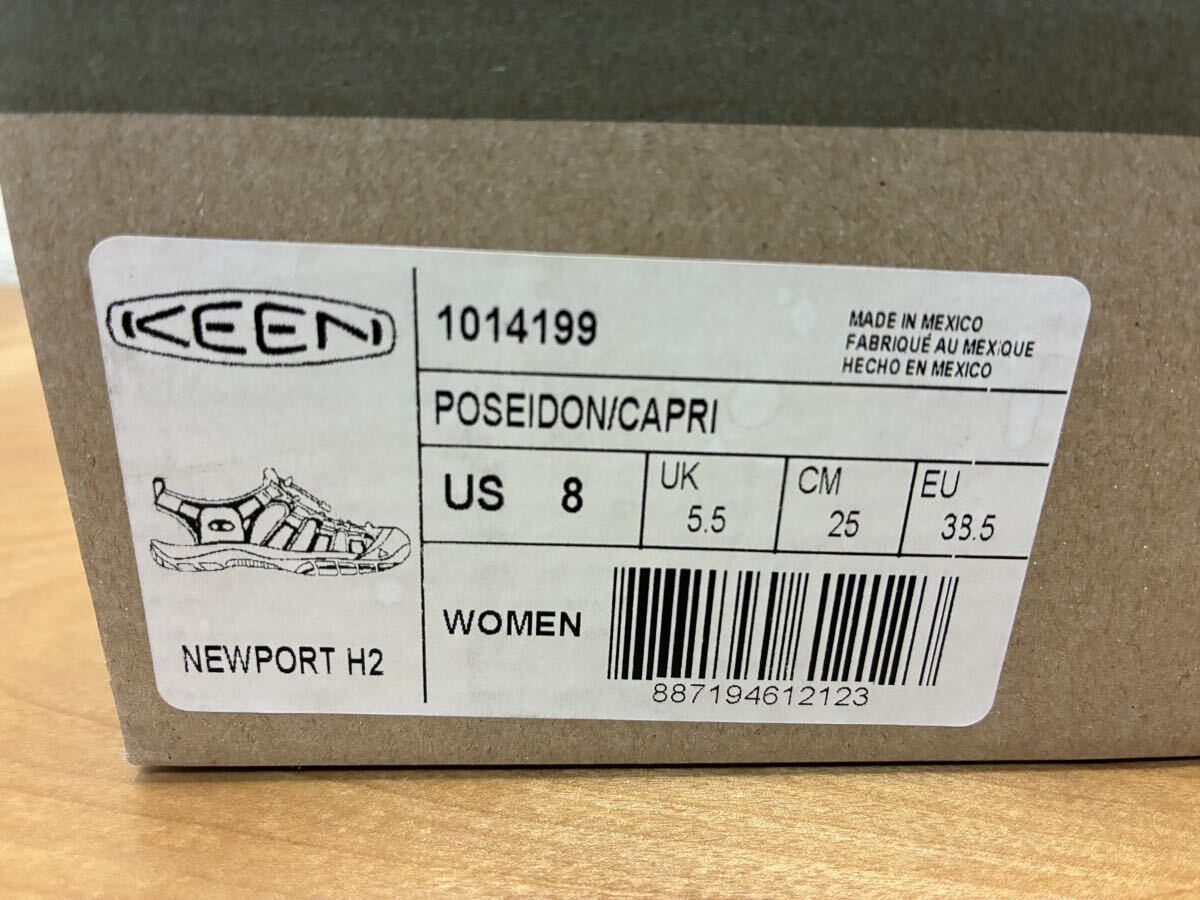 KEEN
1014199
MADE IN MEXICO
FABRIQUÉ AU MEXIQUE
HECHO EN MEXICO
POSEIDON/CAPRI
US 8
UK 5.5
CM 25
EU 38.5
NEWPORT H2
WOMEN
887194612123